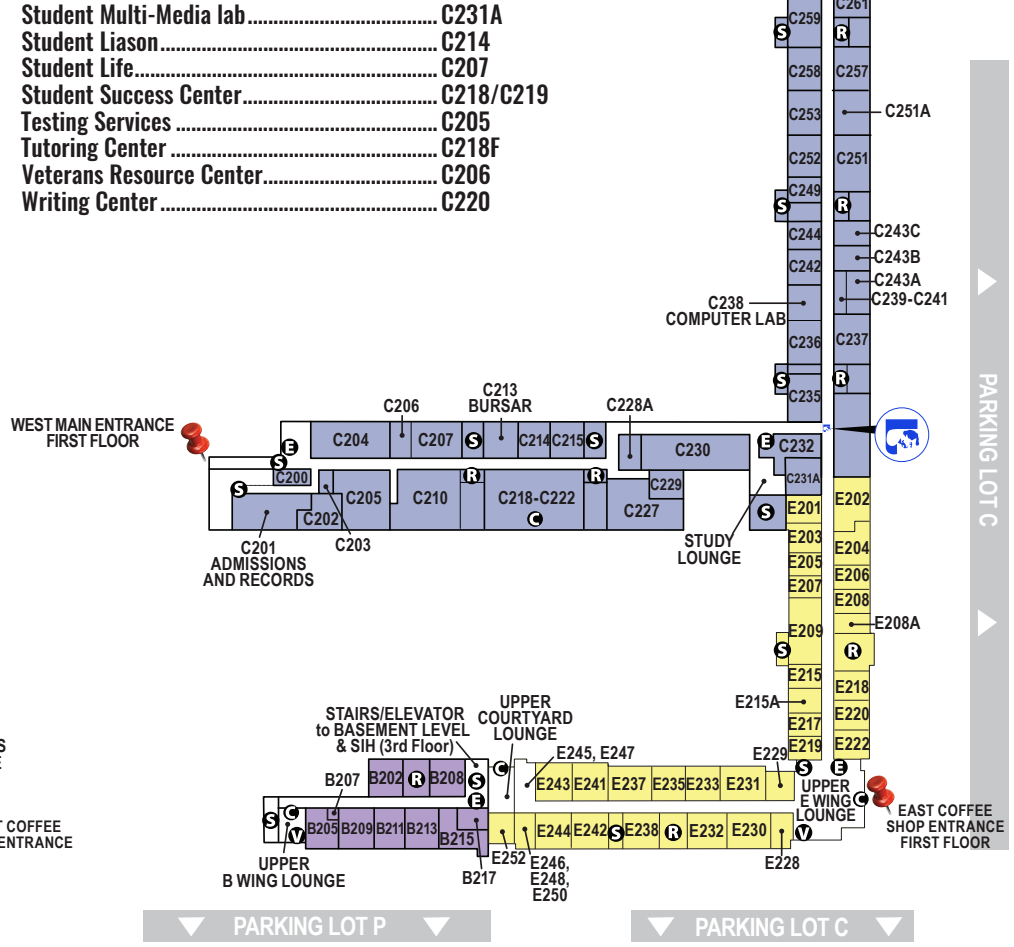 Student Multi-Media lab.......................................... C231A
Student Liason................................................... C214
Student Life......................................................... C207
Student Success Center........................................ C218/C219
Testing Services ................................................. C205
Tutoring Center .................................................. C218F
Veterans Resource Center................................... C206
Writing Center .................................................... C220
C259
C261
S
R
C258
C257
C253
C251A
C252
C251
C249
S
R
C244
C243C
C243B
C242
C243A
C239-C241
C238
COMPUTER LAB
C236
C237
S
R
C235
PARKING LOT C
C213
BURSAR
C206
C228A
WEST MAIN ENTRANCE
FIRST FLOOR
E
S
C204
C207
S
C214
C215
S
C230
E
C232
C200
S
R
R
C229
C231A
C205
C210
C218-C222
C
C227
C202
C203
C201
ADMISSIONS
AND RECORDS
STUDY
LOUNGE
S
E201
E202
E203
E204
E205
E206
E207
E208
E208A
E209
S
R
E215
E218
E215A
E220
E217
E219
E222
STAIRS/ELEVATOR
to BASEMENT LEVEL
& SIH (3rd Floor)
UPPER
COURTYARD
LOUNGE
E245, E247
E229
S
E
B207
B202
R
B208
S
C
E243
E241
E237
E235
E233
E231
UPPER
E WING
LOUNGE
C
E
S
C
V
B205
B209
B211
B213
B215
E244
E242
S
E238
R
E232
E230
V
EAST COFFEE
SHOP ENTRANCE
FIRST FLOOR
COFFEE
ENTRANCE
UPPER
B WING LOUNGE
B217
E252
E246,
E248,
E250
E228
PARKING LOT P
PARKING LOT C